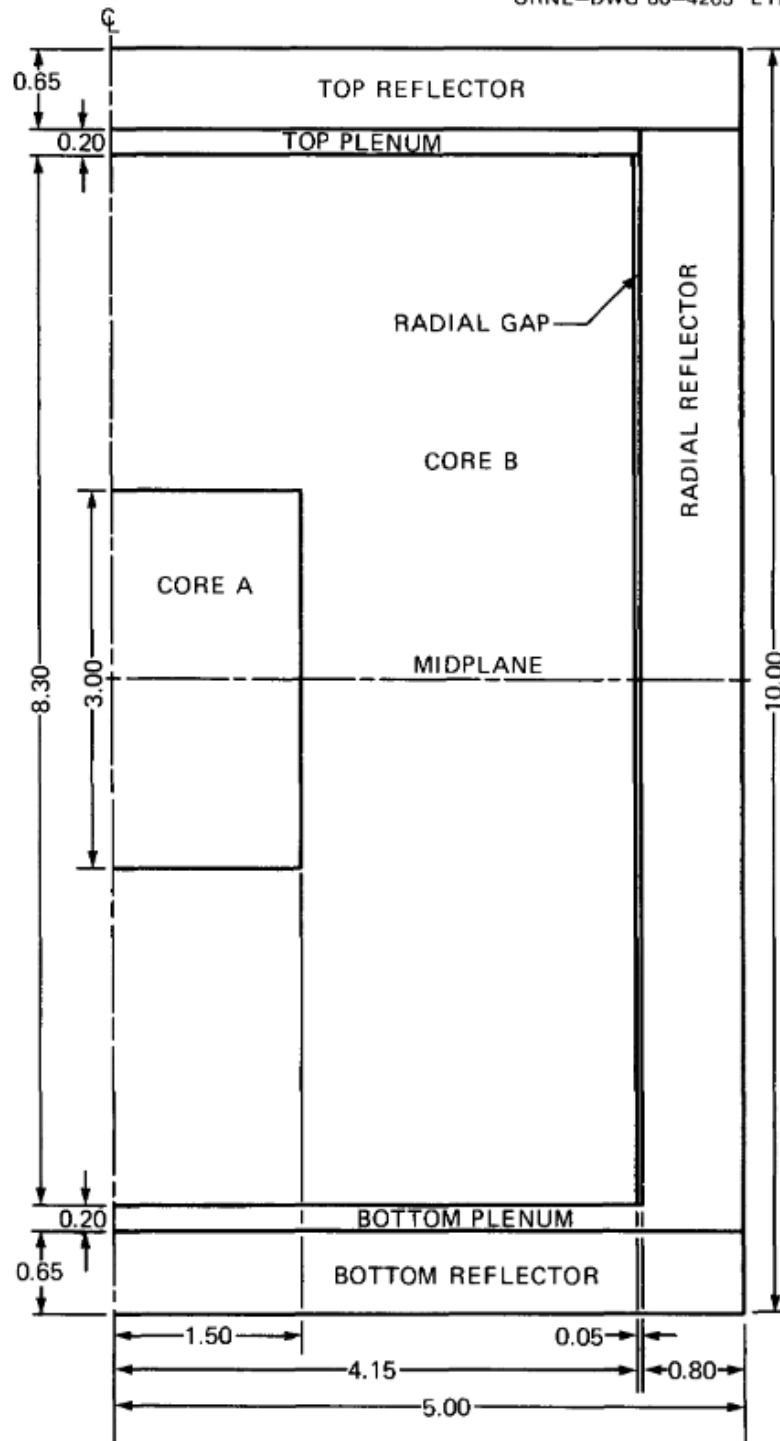 ℄
0.65
TOP REFLECTOR
0.20
TOP PLENUM
RADIAL GAP
RADIAL REFLECTOR
CORE B
CORE A
MIDPLANE
8.30
3.00
10.00
0.20
BOTTOM PLENUM
0.65
BOTTOM REFLECTOR
1.50
0.05
4.15
0.80
5.00